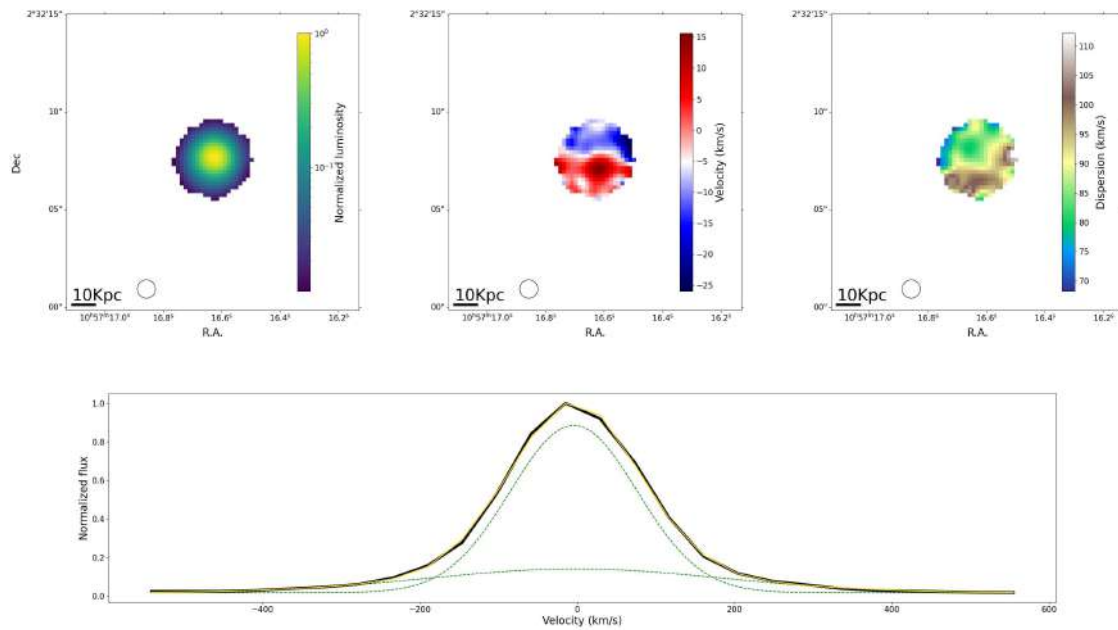 2°32'15"
10"
05"
00"
Dec
10Kpc
10ʰ57ᵐ17.0ˢ 16.8ˢ 16.6ˢ 16.4ˢ 16.2ˢ
R.A.
10⁰
10⁻¹
Normalized luminosity
2°32'15"
10"
05"
00"
10Kpc
10ʰ57ᵐ17.0ˢ 16.8ˢ 16.6ˢ 16.4ˢ 16.2ˢ
R.A.
15
10
5
0
−5
−10
−15
−20
−25
Velocity (km/s)
2°32'15"
10"
05"
00"
10Kpc
10ʰ57ᵐ17.0ˢ 16.8ˢ 16.6ˢ 16.4ˢ 16.2ˢ
R.A.
110
105
100
95
90
85
80
75
70
Dispersion (km/s)
1.0
0.8
0.6
0.4
0.2
0.0
Normalized flux
−400 −200 0 200 400 600
Velocity (km/s)